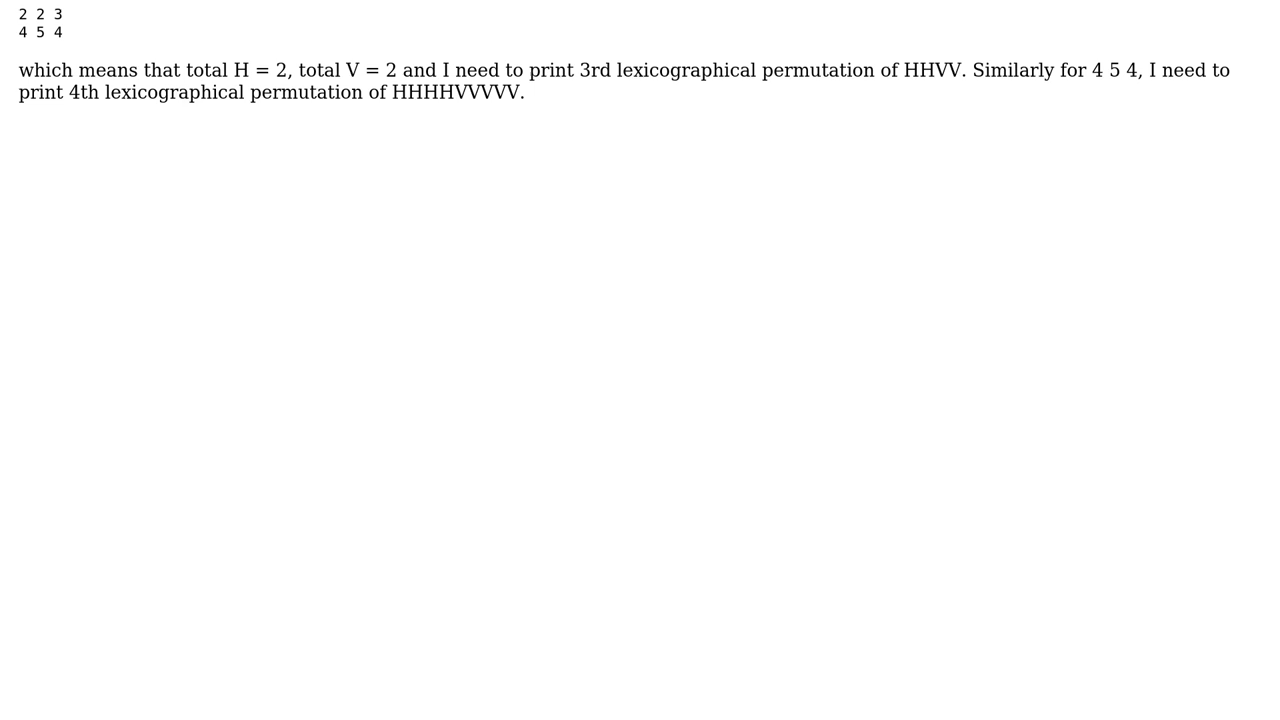 2 2 3
4 5 4
which means that total H = 2, total V = 2 and I need to print 3rd lexicographical permutation of HHVV. Similarly for 4 5 4, I need to
print 4th lexicographical permutation of HHHHVVVVV.